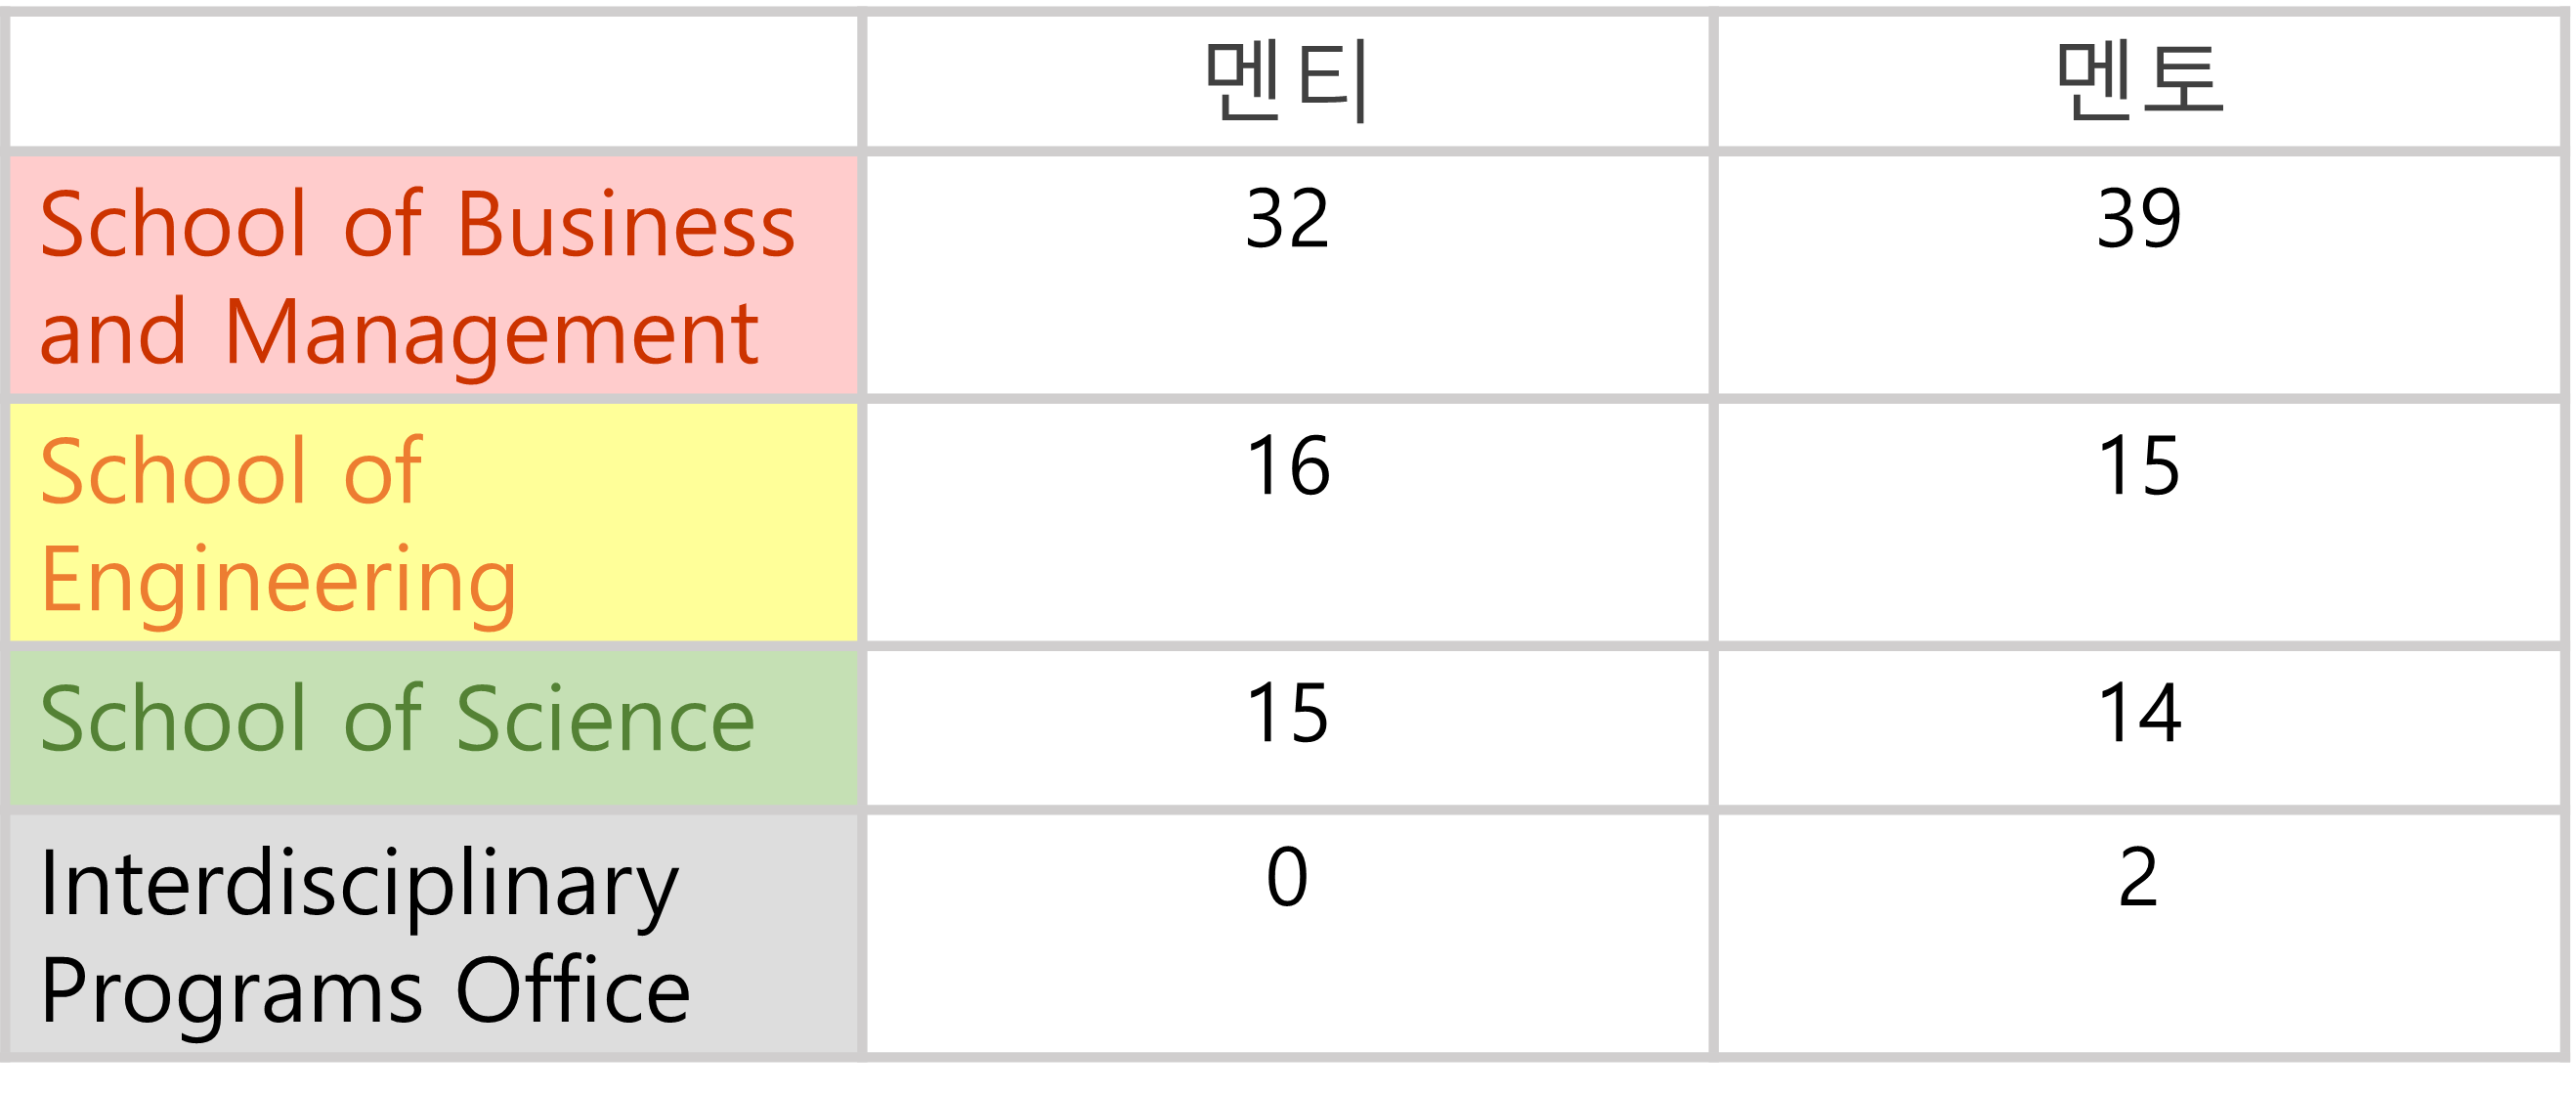 멘티 멘토
School of Business 32 39
and Management
School of 16 15
Engineering
School of Science 15 14
Interdisciplinary 0 2
Programs Office